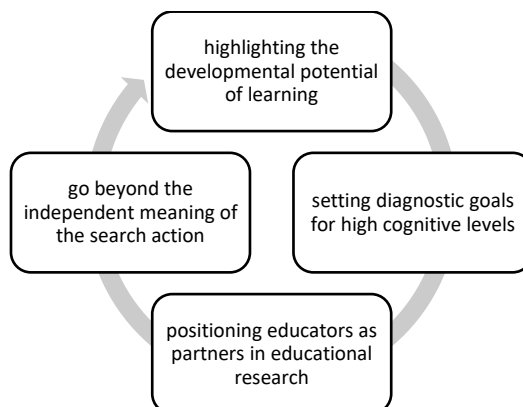 highlighting the
developmental potential
of learning
setting diagnostic goals
for high cognitive levels
positioning educators as
partners in educational
research
go beyond the
independent meaning of
the search action